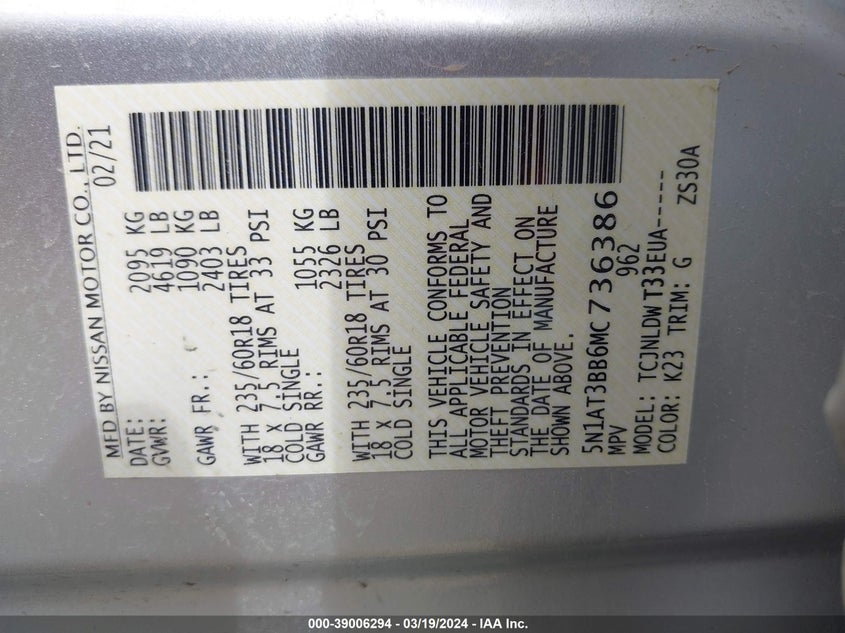 MFD BY NISSAN MOTOR CO., LTD.
DATE: 02/21
GVWR: 2095 KG
4619 LB
GAWR FR.: 1090 KG
2403 LB
WITH 235/60R18 TIRES
18 x 7.5 RIMS AT 33 PSI
COLD SINGLE
GAWR RR.: 1055 KG
2326 LB
WITH 235/60R18 TIRES
18 x 7.5 RIMS AT 30 PSI
COLD SINGLE
THIS VEHICLE CONFORMS TO
ALL APPLICABLE FEDERAL
MOTOR VEHICLE SAFETY AND
THEFT PREVENTION
STANDARDS IN EFFECT ON
THE DATE OF MANUFACTURE
SHOWN ABOVE.
5N1AT3BB6MC736386
MPV 962
MODEL: TCJNLDW T33EUA-----
COLOR: K23 TRIM: G ZS30A
000-39006294 - 03/19/2024 - IAA Inc.